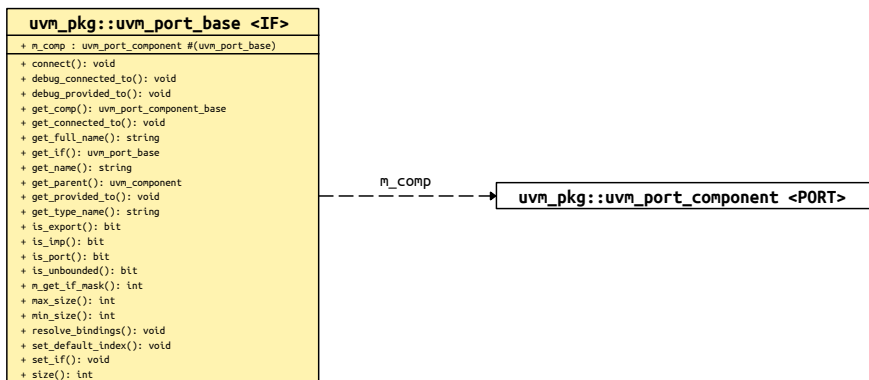 uvm_pkg::uvm_port_base <IF>
+ m_comp : uvm_port_component #(uvm_port_base)
+ connect(): void
+ debug_connected_to(): void
+ debug_provided_to(): void
+ get_comp(): uvm_port_component_base
+ get_connected_to(): void
+ get_full_name(): string
+ get_if(): uvm_port_base
+ get_name(): string
+ get_parent(): uvm_component
+ get_provided_to(): void
+ get_type_name(): string
+ is_export(): bit
+ is_imp(): bit
+ is_port(): bit
+ is_unbounded(): bit
+ m_get_if_mask(): int
+ max_size(): int
+ min_size(): int
+ resolve_bindings(): void
+ set_default_index(): void
+ set_if(): void
+ size(): int
m_comp
uvm_pkg::uvm_port_component <PORT>